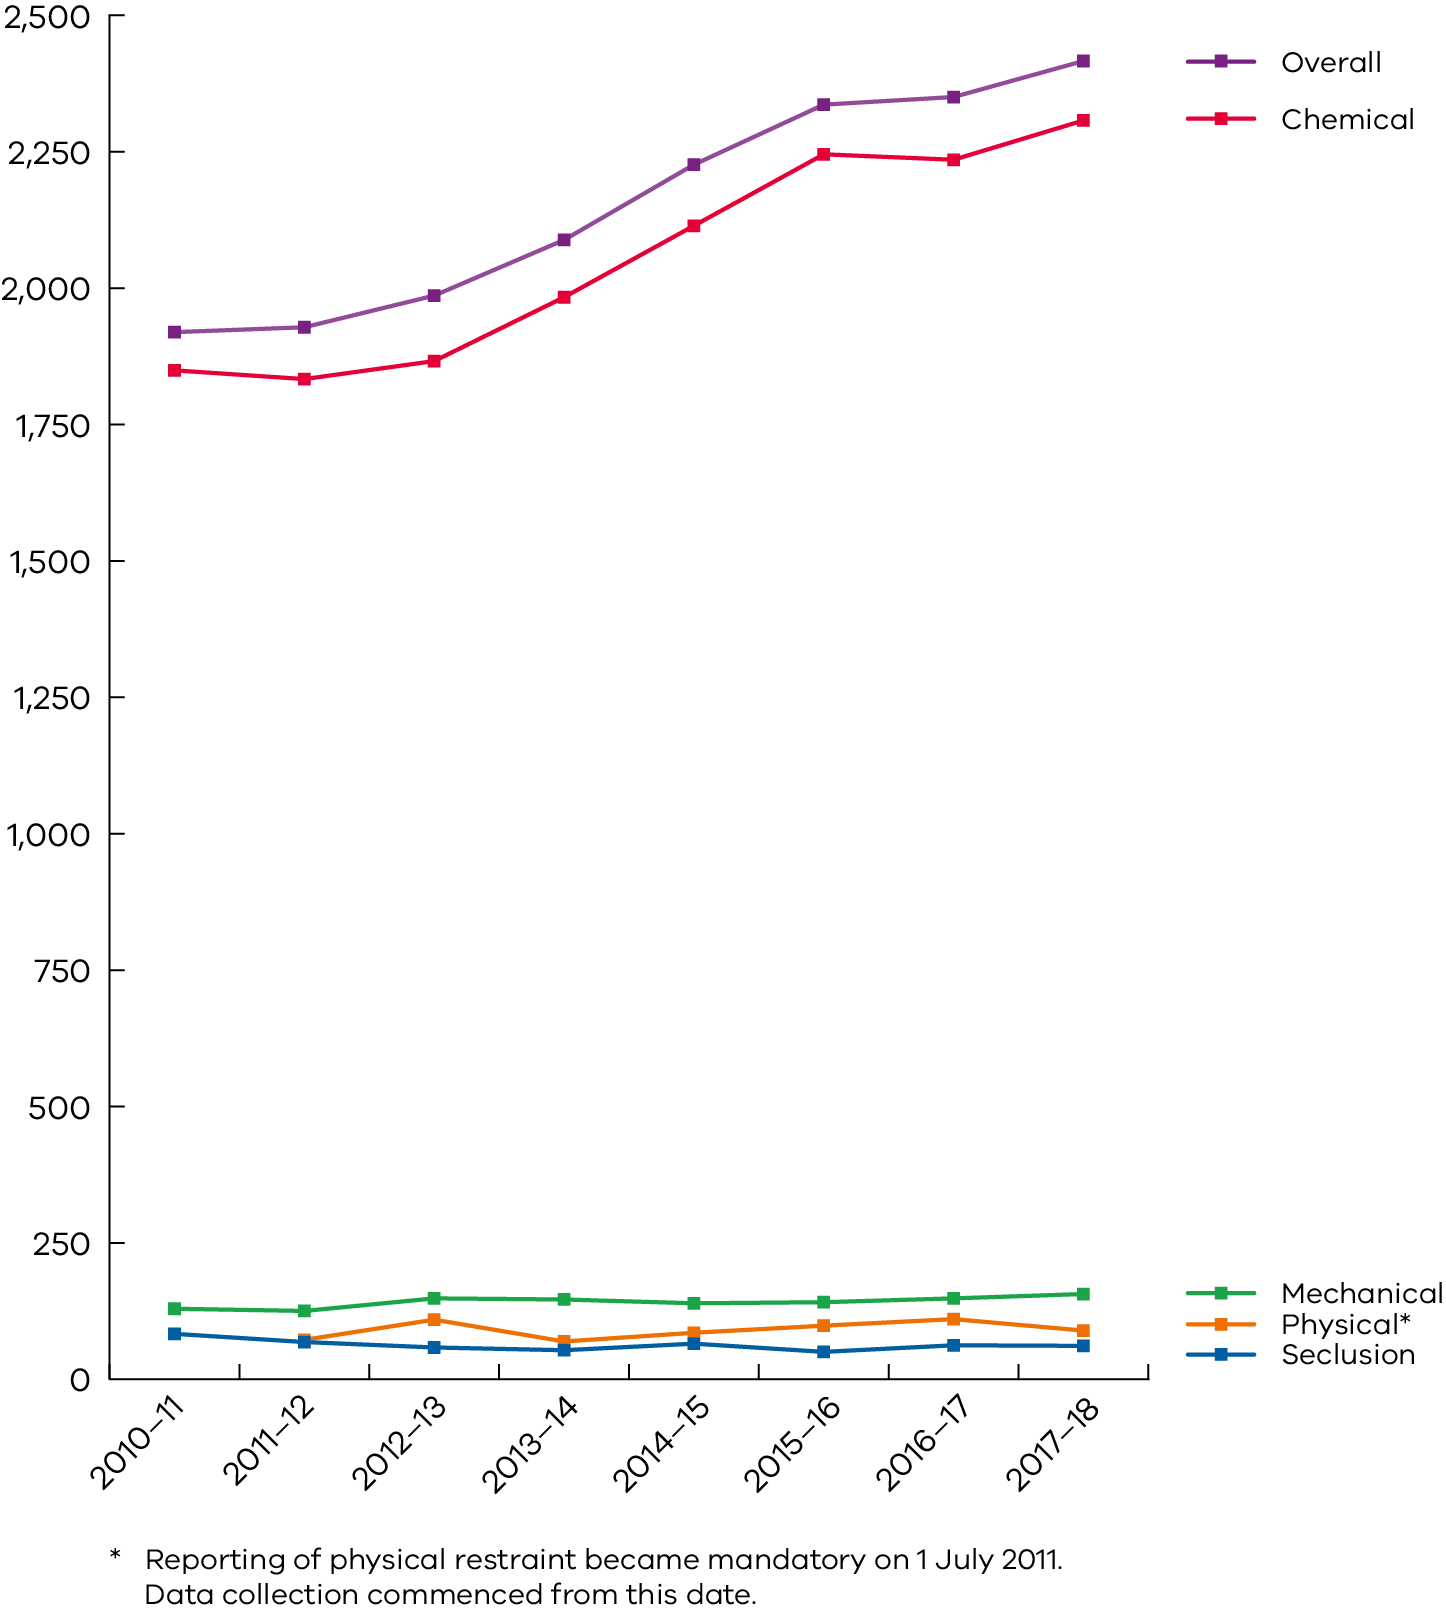 2,500
2,250
2,000
1,750
1,500
1,250
1,000
750
500
250
0
Overall
Chemical
Mechanical
Physical*
Seclusion
2010–11
2011–12
2012–13
2013–14
2014–15
2015–16
2016–17
2017–18
* Reporting of physical restraint became mandatory on 1 July 2011.
Data collection commenced from this date.